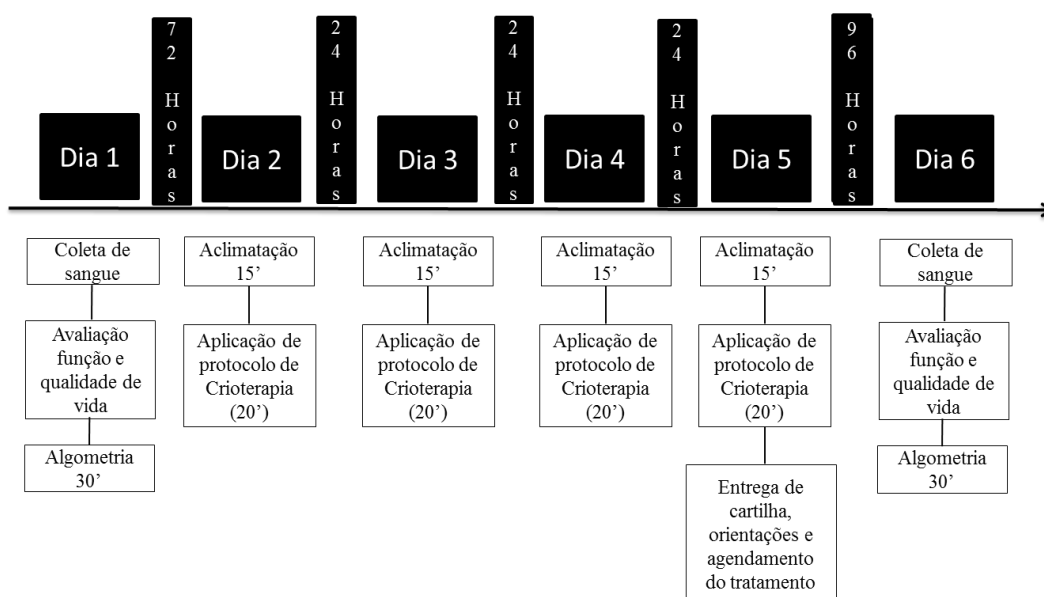 72 Horas
24 Horas
24 Horas
24 Horas
96 Horas
Dia 1
Dia 2
Dia 3
Dia 4
Dia 5
Dia 6
Coleta de
sangue
Avaliação
função e
qualidade de
vida
Algometria
30’
Aclimatação
15’
Aplicação de
protocolo de
Crioterapia
(20’)
Aclimatação
15’
Aplicação de
protocolo de
Crioterapia
(20’)
Aclimatação
15’
Aplicação de
protocolo de
Crioterapia
(20’)
Aclimatação
15’
Aplicação de
protocolo de
Crioterapia
(20’)
Entrega de
cartilha,
orientações e
agendamento
do tratamento
Coleta de
sangue
Avaliação
função e
qualidade de
vida
Algometria
30’